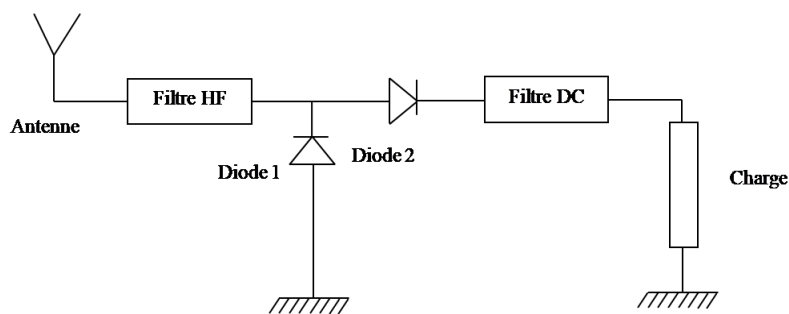 Filtre HF
Filtre DC
Antenne
Diode 1
Diode 2
Charge